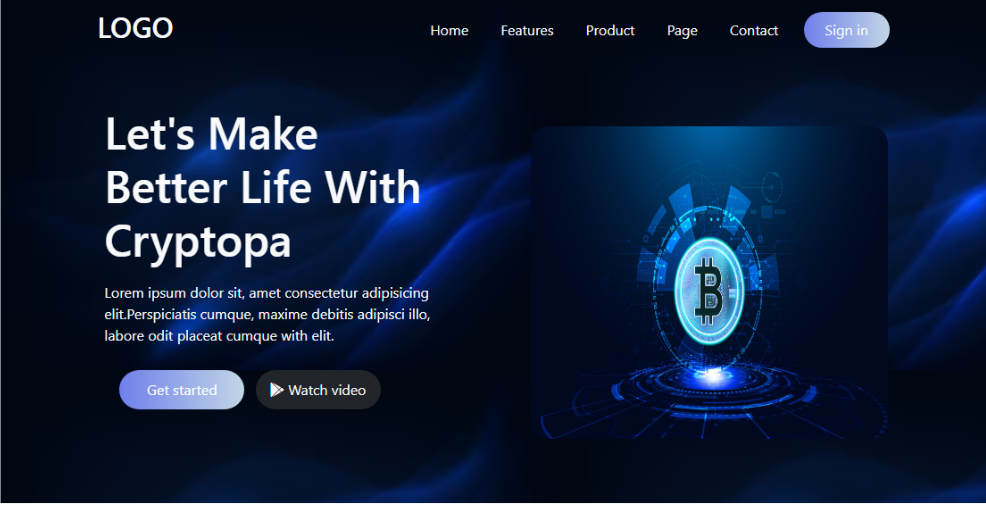 LOGO
Home Features Product Page Contact Sign in
Let's Make
Better Life With
Cryptopa
Lorem ipsum dolor sit, amet consectetur adipisicing
elit.Perspiciatis cumque, maxime debitis adipisci illo,
labore odit placeat cumque with elit.
Get started Watch video